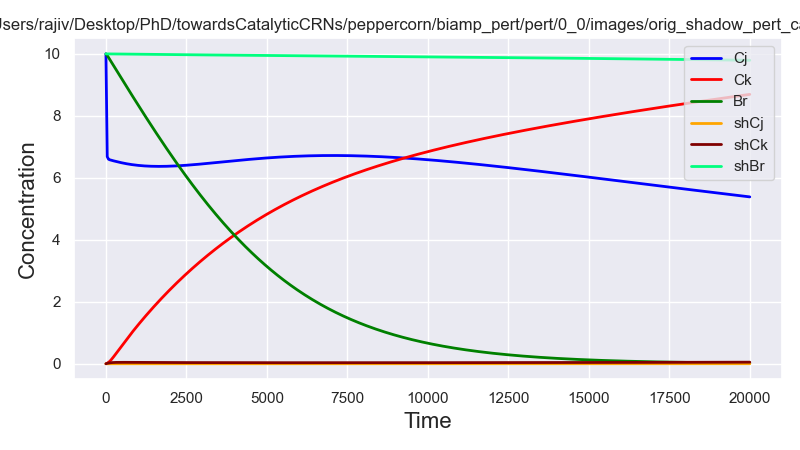 Users/rajiv/Desktop/PhD/towardsCatalyticCRNs/peppercorn/biamp_pert/pert/0_0/images/orig_shadow_pert_ca
Concentration
10
8
6
4
2
0
Cj
Ck
Br
shCj
shCk
shBr
0
2500
5000
7500
10000
12500
15000
17500
20000
Time